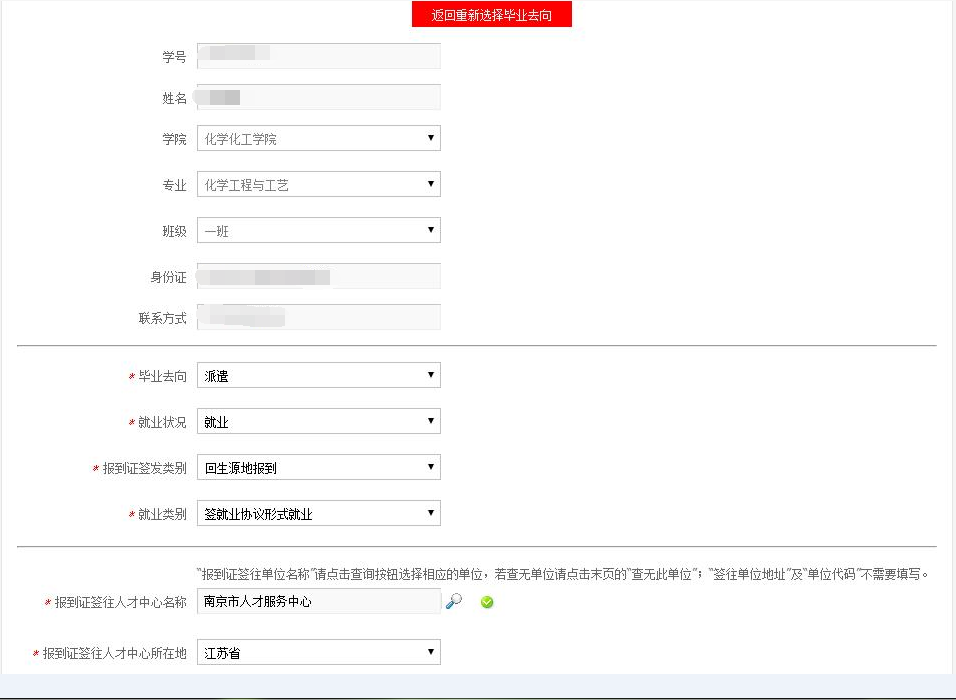 返回重新选择毕业去向
学号
姓名
学院 化学化工学院
专业 化学工程与工艺
班级 一班
身份证
联系方式
* 毕业去向 派遣
* 就业状况 就业
* 报到证签发类别 回生源地报到
* 就业类别 签就业协议形式就业
“报到证签往单位名称”请点击查询按钮选择相应的单位，若查无单位请点击末页的“查无此单位”；“签往单位地址”及“单位代码”不需要填写。
* 报到证签往人才中心名称 南京市人才服务中心
* 报到证签往人才中心所在地 江苏省